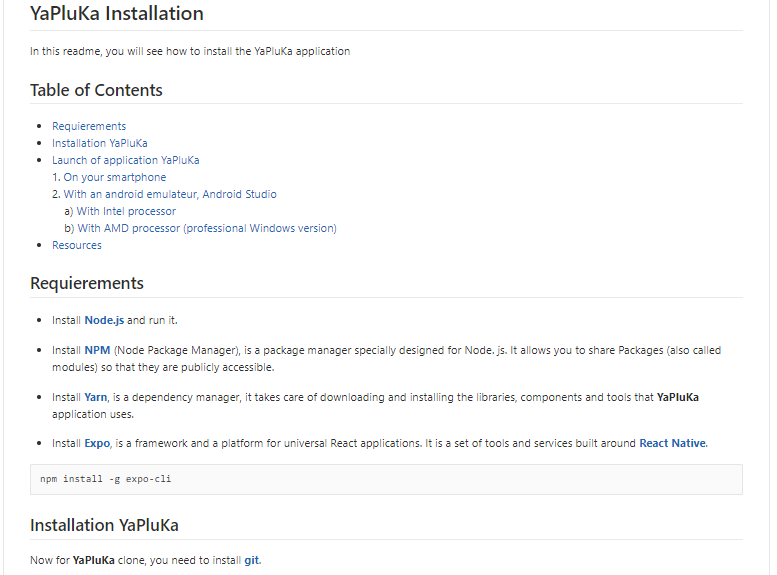 YaPluKa Installation
In this readme, you will see how to install the YaPluKa application
Table of Contents
• Requierements
• Installation YaPluKa
• Launch of application YaPluKa
1. On your smartphone
2. With an android emulateur, Android Studio
a) With Intel processor
b) With AMD processor (professional Windows version)
• Resources
Requierements
• Install Node.js and run it.
• Install NPM (Node Package Manager), is a package manager specially designed for Node. js. It allows you to share Packages (also called
modules) so that they are publicly accessible.
• Install Yarn, is a dependency manager, it takes care of downloading and installing the libraries, components and tools that YaPluKa
application uses.
• Install Expo, is a framework and a platform for universal React applications. It is a set of tools and services built around React Native.
npm install -g expo-cli
Installation YaPluKa
Now for YaPluKa clone, you need to install git.